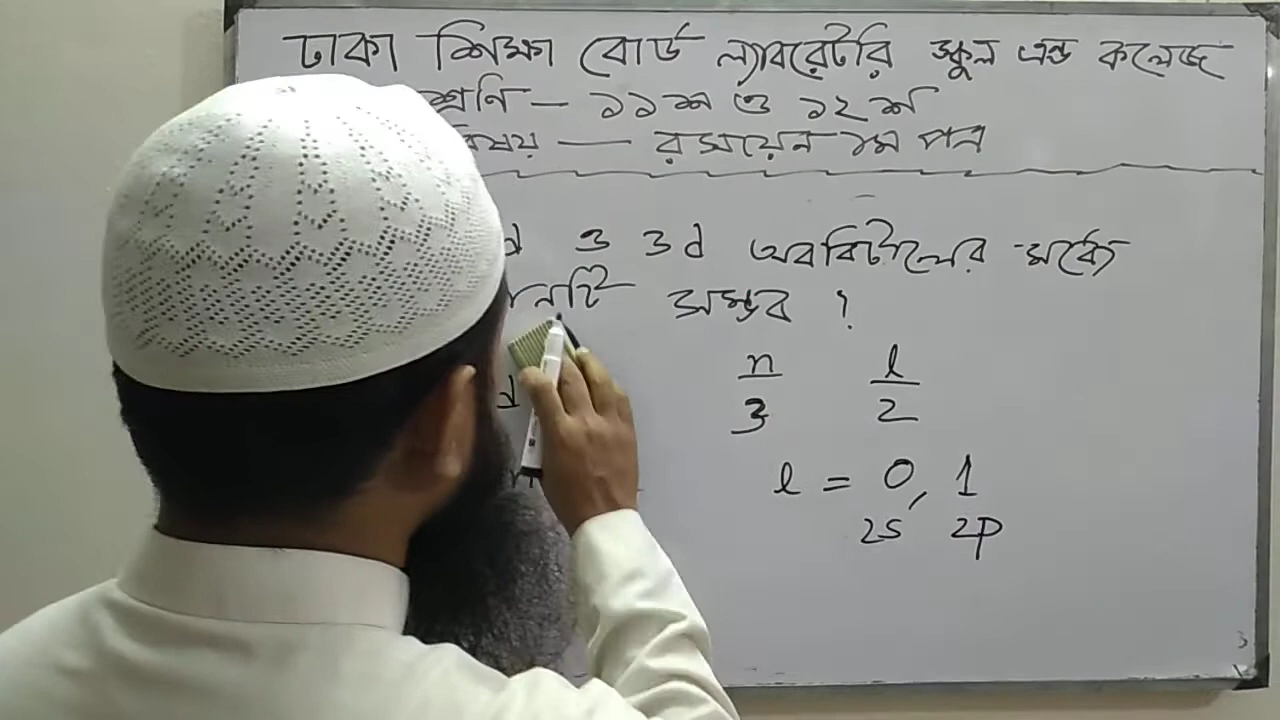 ঢাকা শিক্ষা বোর্ড ল্যাবরেটরি স্কুল এন্ড কলেজ
শ্রেণি — ১১শ ও ১২শ
বিষয় — রসায়ন ১ম পত্র
d ও 3d অরবিটালের মধ্যে
সম্ভব ?
n l
d 3 2
l = 0, 1
2s 2p